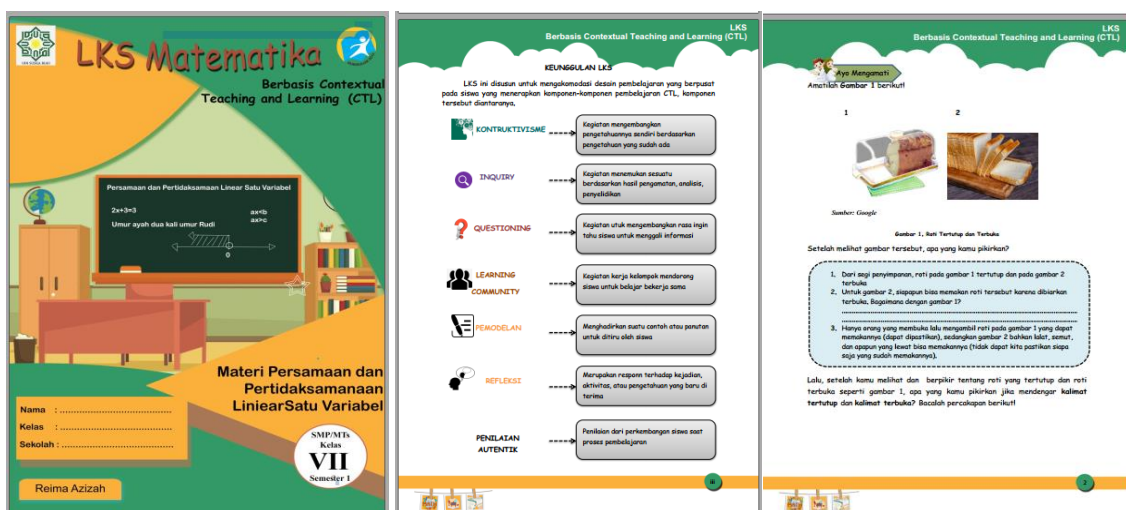 LKS Matematika
Berbasis Contextual
Teaching and Learning (CTL)
Persamaan dan Pertidaksamaan Linear Satu Variabel
2x+3=3
ax<b
ax>c
Umur ayah dua kali umur Rudi
0
Materi Persamaan dan
Pertidaksamanaan
LiniearSatu Variabel
Nama : ......................................
Kelas : ......................................
Sekolah : ......................................
SMP/MTs
Kelas
VII
Semester 1
Reima Azizah
LKS
Berbasis Contextual Teaching and Learning (CTL)
KEUNGGULAN LKS
LKS ini disusun untuk mengakomodasi desain pembelajaran yang berpusat
pada siswa yang menerapkan komponen-komponen pembelajaran CTL, komponen
tersebut diantaranya,
KONTRUKTIVISME
Kegiatan mengembangkan
pengetahuannya sendiri berdasarkan
pengetahuan yang sudah ada
INQUIRY
Kegiatan menemukan sesuatu
berdasarkan hasil pengamatan, analisis,
penyelidikan
QUESTIONING
Kegiatan utuk mengembangkan rasa ingin
tahu siswa untuk menggali informasi
LEARNING
COMMUNITY
Kegiatan kerja kelompok mendorong
siswa untuk belajar bekerja sama
PEMODELAN
Menghadirkan suatu contoh atau panutan
untuk ditiru oleh siswa
REFLEKSI
Merupakan respon terhadap kejadian,
aktivitas, atau pengetahuan yang baru di
terima
PENILAIAN
AUTENTIK
Penilaian dari perkembangan siswa saat
proses pembelajaran
LKS
Berbasis Contextual Teaching and Learning (CTL)
Ayo Mengamati
Amatilah Gambar 1 berikut!
1
2
Sumber: Google
Gambar 1, Roti Tertutup dan Terbuka
Setelah melihat gambar tersebut, apa yang kamu pikirkan?
1. Dari segi penyimpanan, roti pada gambar 1 tertutup dan pada gambar 2
terbuka
2. Untuk gambar 2, siapapun bisa memakan roti tersebut karena dibiarkan
terbuka. Bagaimana dengan gambar 1?
......................................
......................................
3. Hanya orang yang membuka lalu mengambil roti pada gambar 1 yang dapat
memakannya (dapat dipastikan), sedangkan gambar 2 bahkan lalat, semut,
dan apapun yang lewat bisa memakannya (tidak dapat kita pastikan siapa
saja yang sudah memakannya).
Lalu, setelah kamu melihat dan berpikir tentang roti yang tertutup dan roti
terbuka seperti gambar 1, apa yang kamu pikirkan jika mendengar kalimat
tertutup dan kalimat terbuka? Bacalah percakapan berikut!
2